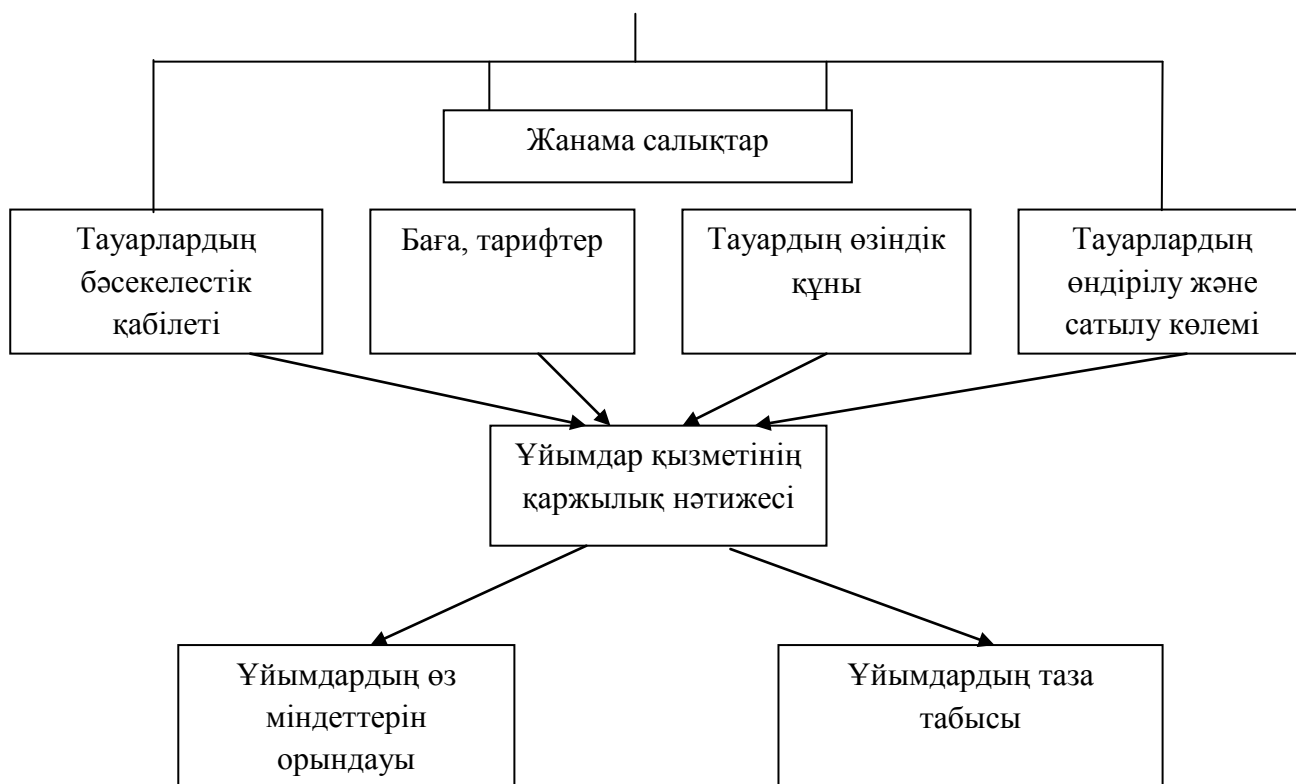 Жанама салықтар
Тауарлардың
бәсекелестік
қабілеті
Баға, тарифтер
Тауардың өзіндік
құны
Тауарлардың
өндірілу және
сатылу көлемі
Ұйымдар қызметінің
қаржылық нәтижесі
Ұйымдардың өз
міндеттерін
орындауы
Ұйымдардың таза
табысы